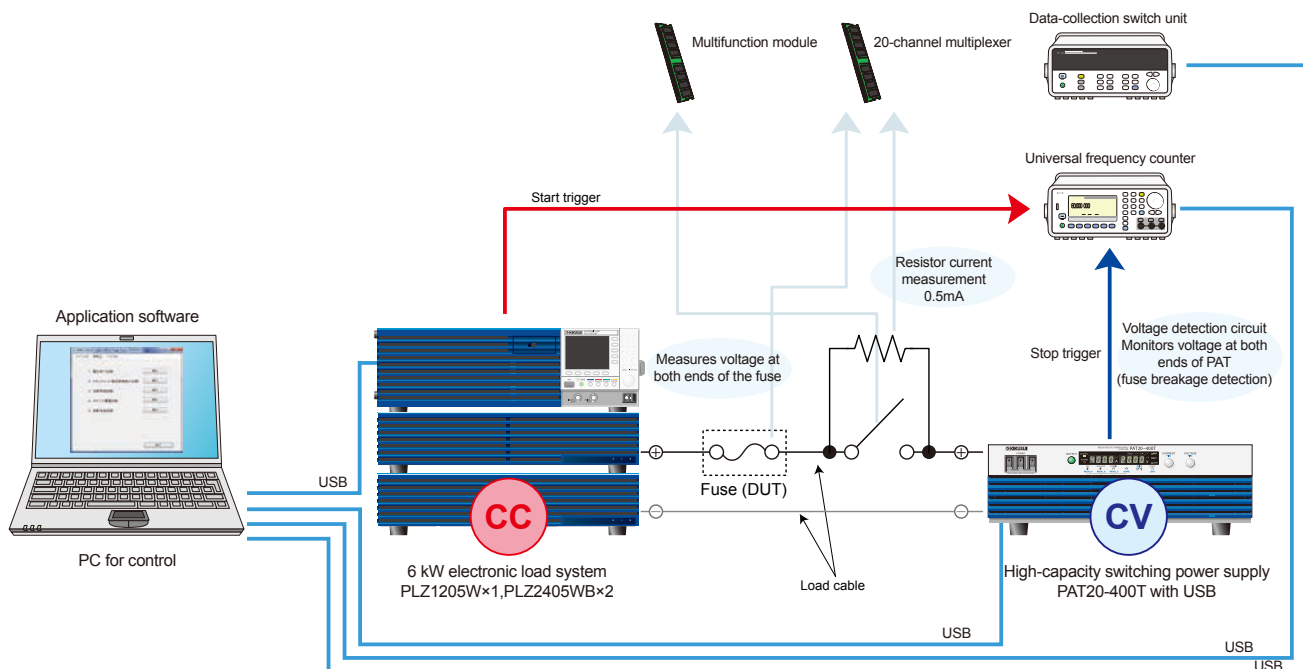 Data-collection switch unit
Multifunction module
20-channel multiplexer
Universal frequency counter
Start trigger
Resistor current
measurement
0.5mA
Application software
Measures voltage at
both ends of the fuse
Stop trigger
Voltage detection circuit
Monitors voltage at both
ends of PAT
(fuse breakage detection)
KIKUSUI
PAT20-400T
Fuse (DUT)
USB
CC
CV
PC for control
6 kW electronic load system
PLZ1205W×1,PLZ2405WB×2
Load cable
High-capacity switching power supply
PAT20-400T with USB
USB
USB
USB